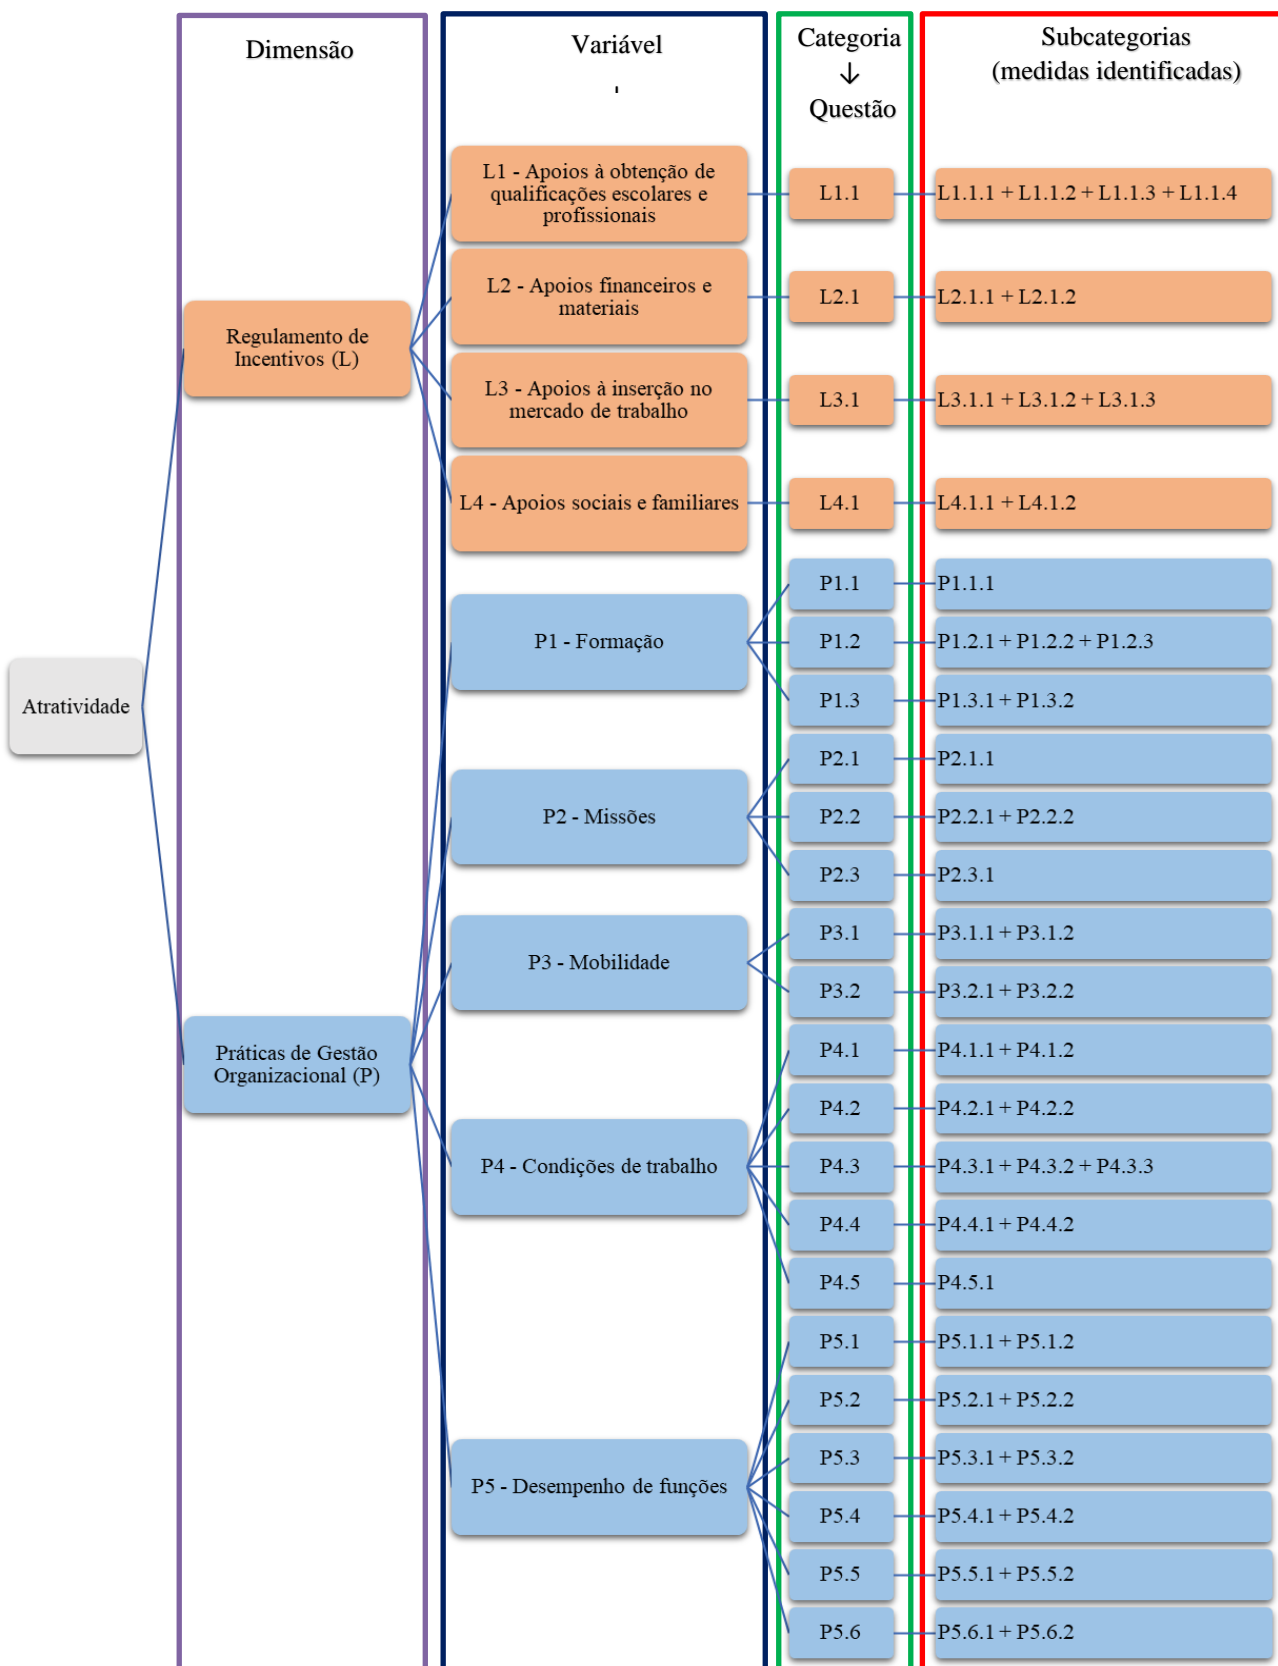 Dimensão
Variável
Categoria
↓
Questão
Subcategorias
(medidas identificadas)
L1 - Apoios à obtenção de
qualificações escolares e
profissionais
L1.1
L1.1.1 + L1.1.2 + L1.1.3 + L1.1.4
L2 - Apoios financeiros e
materiais
L2.1
L2.1.1 + L2.1.2
Regulamento de
Incentivos (L)
L3 - Apoios à inserção no
mercado de trabalho
L3.1
L3.1.1 + L3.1.2 + L3.1.3
L4 - Apoios sociais e familiares
L4.1
L4.1.1 + L4.1.2
P1.1
P1.1.1
P1 - Formação
P1.2
P1.2.1 + P1.2.2 + P1.2.3
P1.3
P1.3.1 + P1.3.2
Atratividade
P2.1
P2.1.1
P2 - Missões
P2.2
P2.2.1 + P2.2.2
P2.3
P2.3.1
P3 - Mobilidade
P3.1
P3.1.1 + P3.1.2
P3.2
P3.2.1 + P3.2.2
Práticas de Gestão
Organizacional (P)
P4.1
P4.1.1 + P4.1.2
P4.2
P4.2.1 + P4.2.2
P4 - Condições de trabalho
P4.3
P4.3.1 + P4.3.2 + P4.3.3
P4.4
P4.4.1 + P4.4.2
P4.5
P4.5.1
P5.1
P5.1.1 + P5.1.2
P5.2
P5.2.1 + P5.2.2
P5 - Desempenho de funções
P5.3
P5.3.1 + P5.3.2
P5.4
P5.4.1 + P5.4.2
P5.5
P5.5.1 + P5.5.2
P5.6
P5.6.1 + P5.6.2